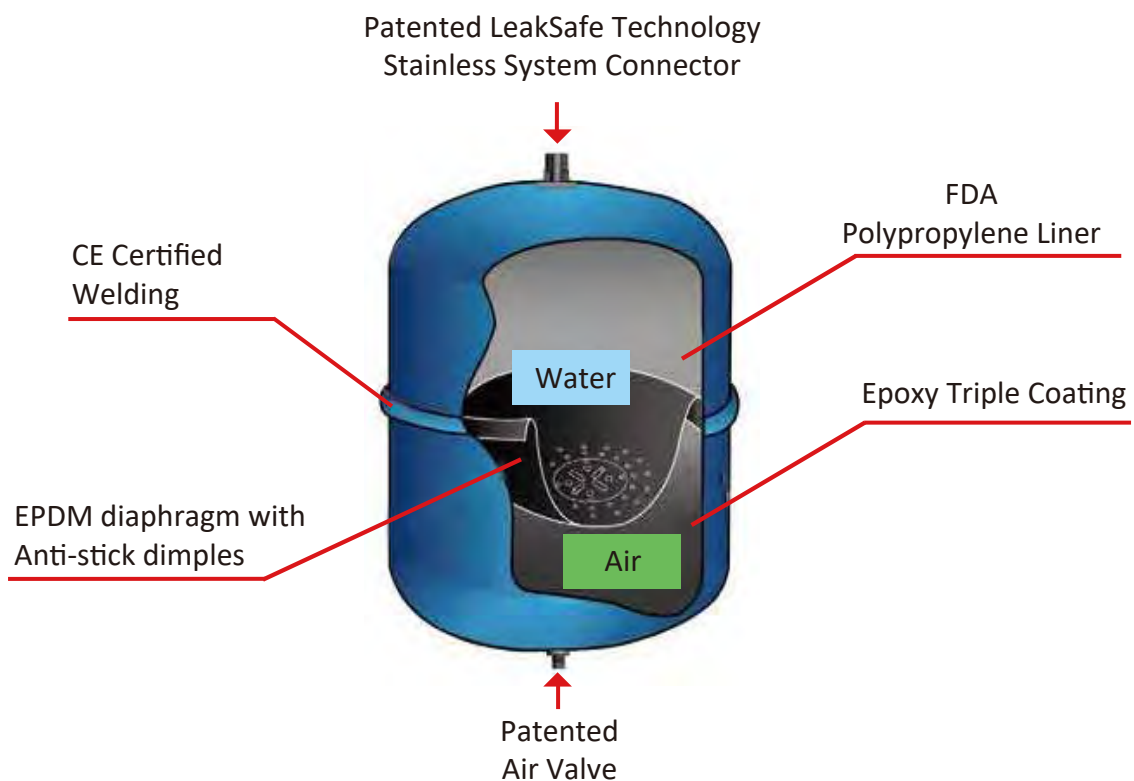 Patented LeakSafe Technology
Stainless System Connector
FDA
Polypropylene Liner
CE Certified
Welding
Water
Epoxy Triple Coating
EPDM diaphragm with
Anti-stick dimples
Air
Patented
Air Valve